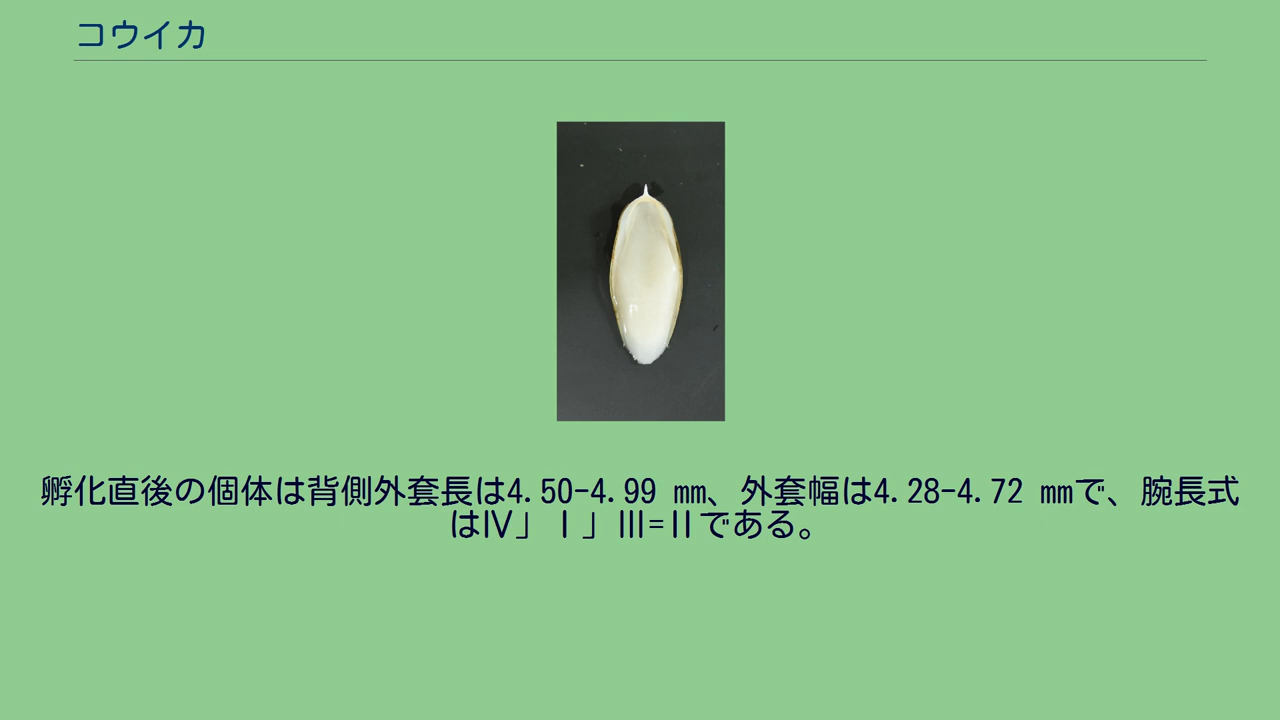 コウイカ
孵化直後の個体は背側外套長は4.50-4.99 mm、外套幅は4.28-4.72 mmで、腕長式
はⅣ」Ⅰ」Ⅲ=Ⅱである。